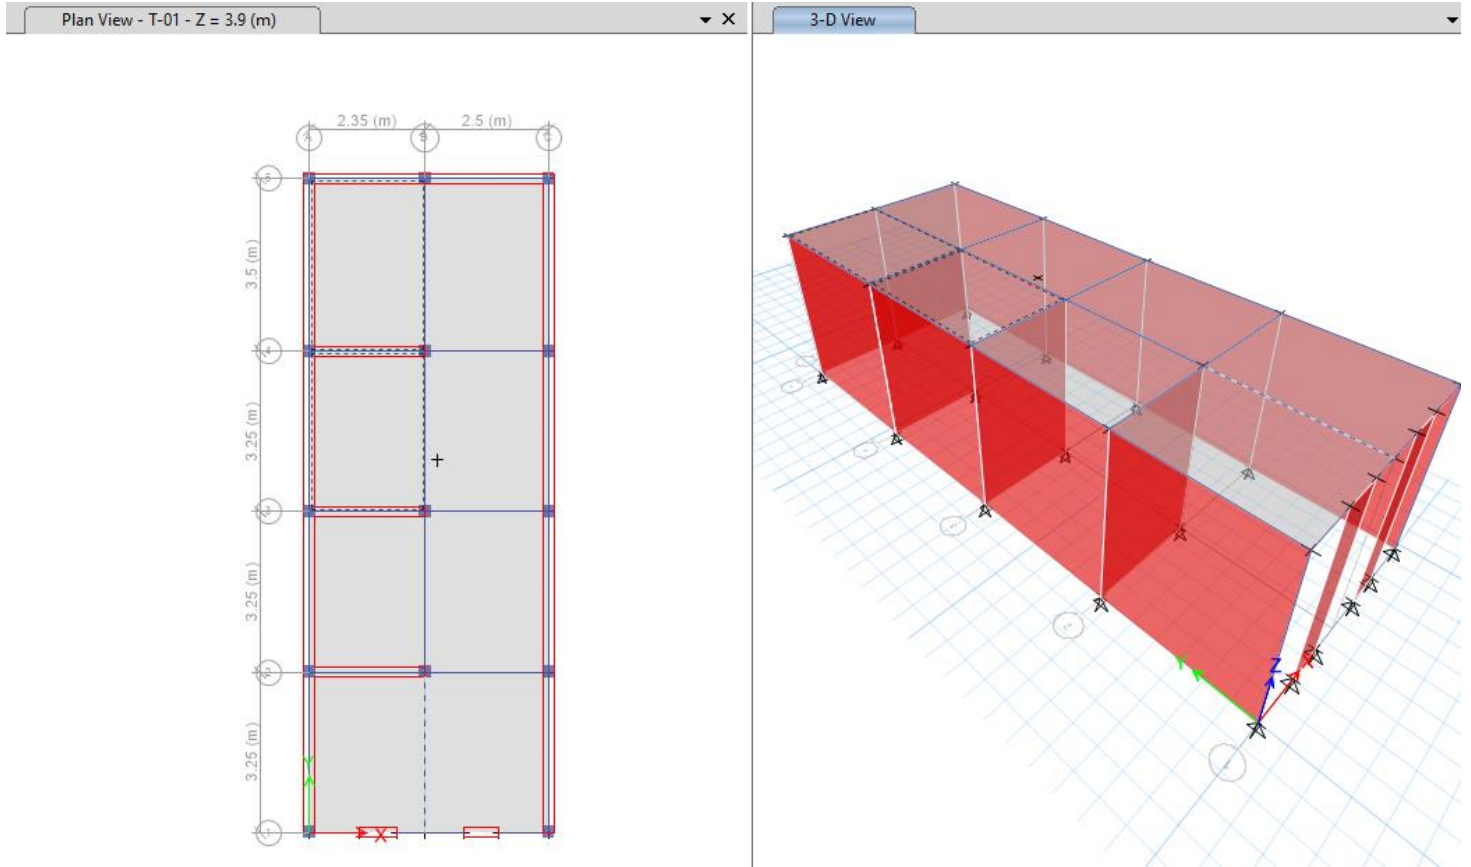 Plan View - T-01 - Z = 3.9 (m)
3-D View
2.35 (m)
2.5 (m)
A
B
C
3.5 (m)
3.25 (m)
3.25 (m)
3.25 (m)
Y
X
Y
Z
X